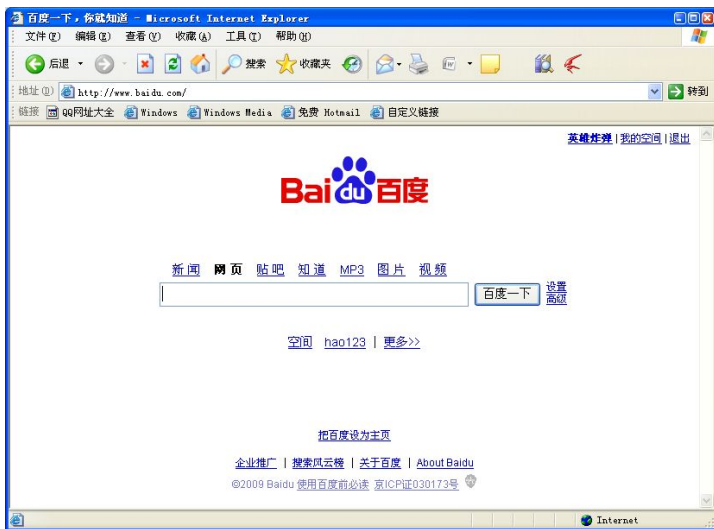 百度一下，你就知道 - Microsoft Internet Explorer
文件(F) 编辑(E) 查看(V) 收藏(A) 工具(T) 帮助(H)
后退 搜索 收藏夹
地址(D) http://www.baidu.com/ 转到
链接 QQ网址大全 Windows Windows Media 免费 Hotmail 自定义链接
英雄炸弹 | 我的空间 | 退出
Bai du 百度
新闻 网页 贴吧 知道 MP3 图片 视频
百度一下 设置
高级
空间 hao123 | 更多>>
把百度设为主页
企业推广 | 搜索风云榜 | 关于百度 | About Baidu
©2009 Baidu 使用百度前必读 京ICP证030173号
Internet